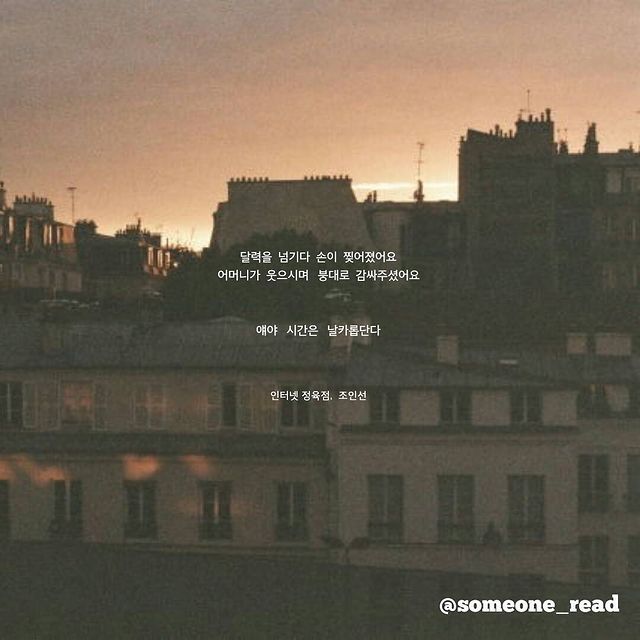 달력을 넘기다 손이 찢어졌어요
어머니가 웃으시며 붕대로 감싸주셨어요
얘야 시간은 날카롭단다
인터넷 정육점, 조인선
@someone_read